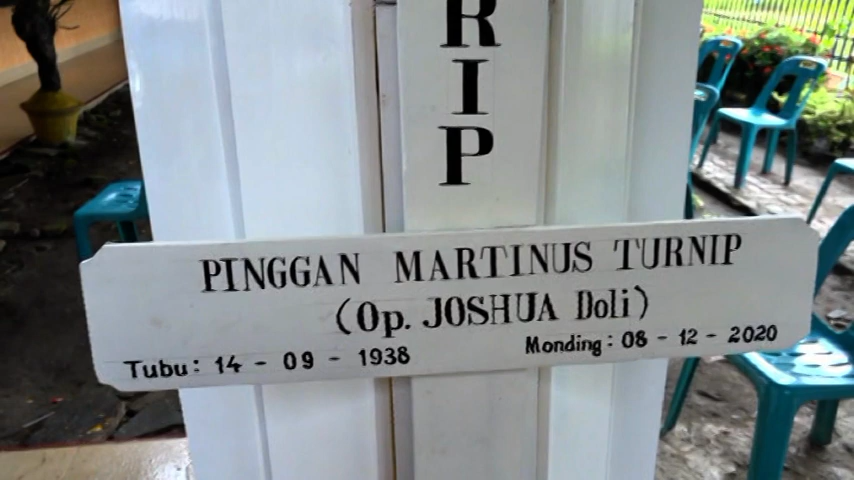 RIP
PINGGAN MARTINUS TURNIP
(Op. JOSHUA Doli)
Tubu: 14 - 09 - 1938
Monding: 08 - 12 - 2020